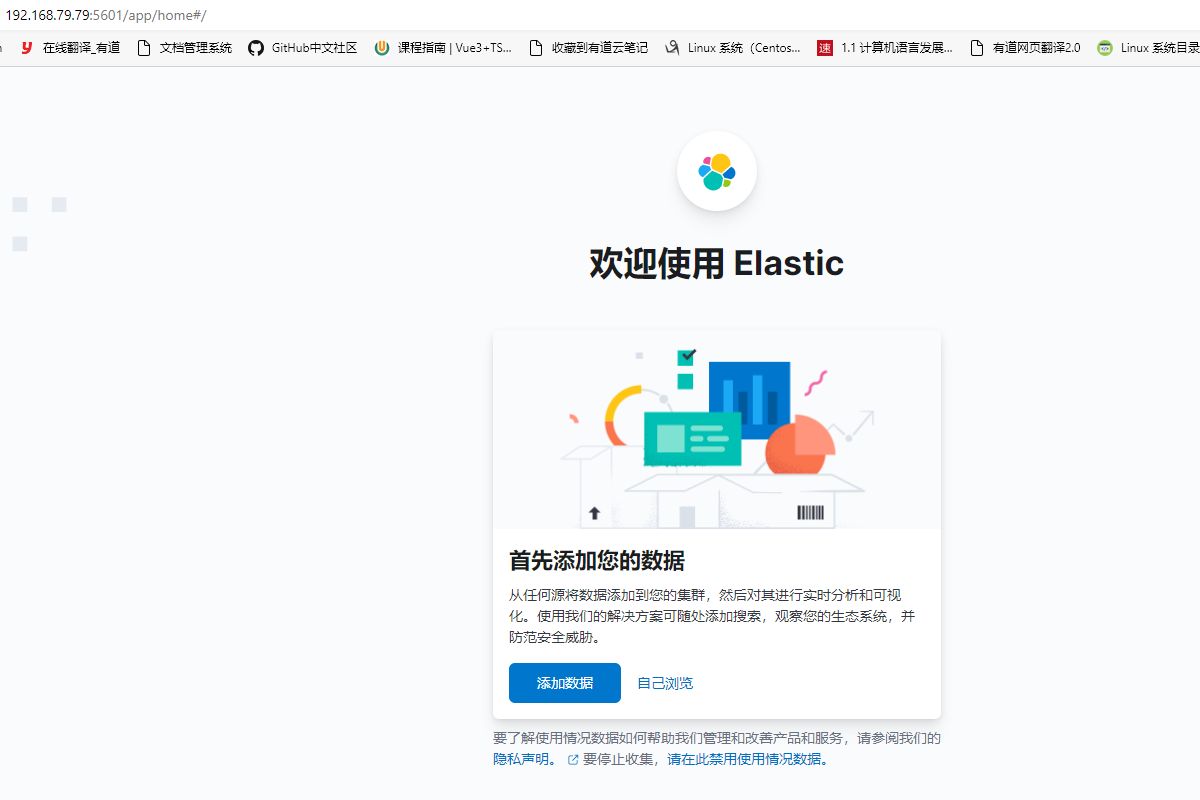 192.168.79.79:5601/app/home#/
在线翻译_有道 文档管理系统 GitHub中文社区 课程指南 | Vue3+TS... 收藏到有道云笔记 Linux 系统（Centos... 1.1 计算机语言发展... 有道网页翻译2.0 Linux 系统目录
欢迎使用 Elastic
首先添加您的数据
从任何源将数据添加到您的集群，然后对其进行实时分析和可视
化。使用我们的解决方案可随处添加搜索，观察您的生态系统，并
防范安全威胁。
添加数据 自己浏览
要了解使用情况数据如何帮助我们管理和改善产品和服务，请参阅我们的
隐私声明。 要停止收集，请在此禁用使用情况数据。